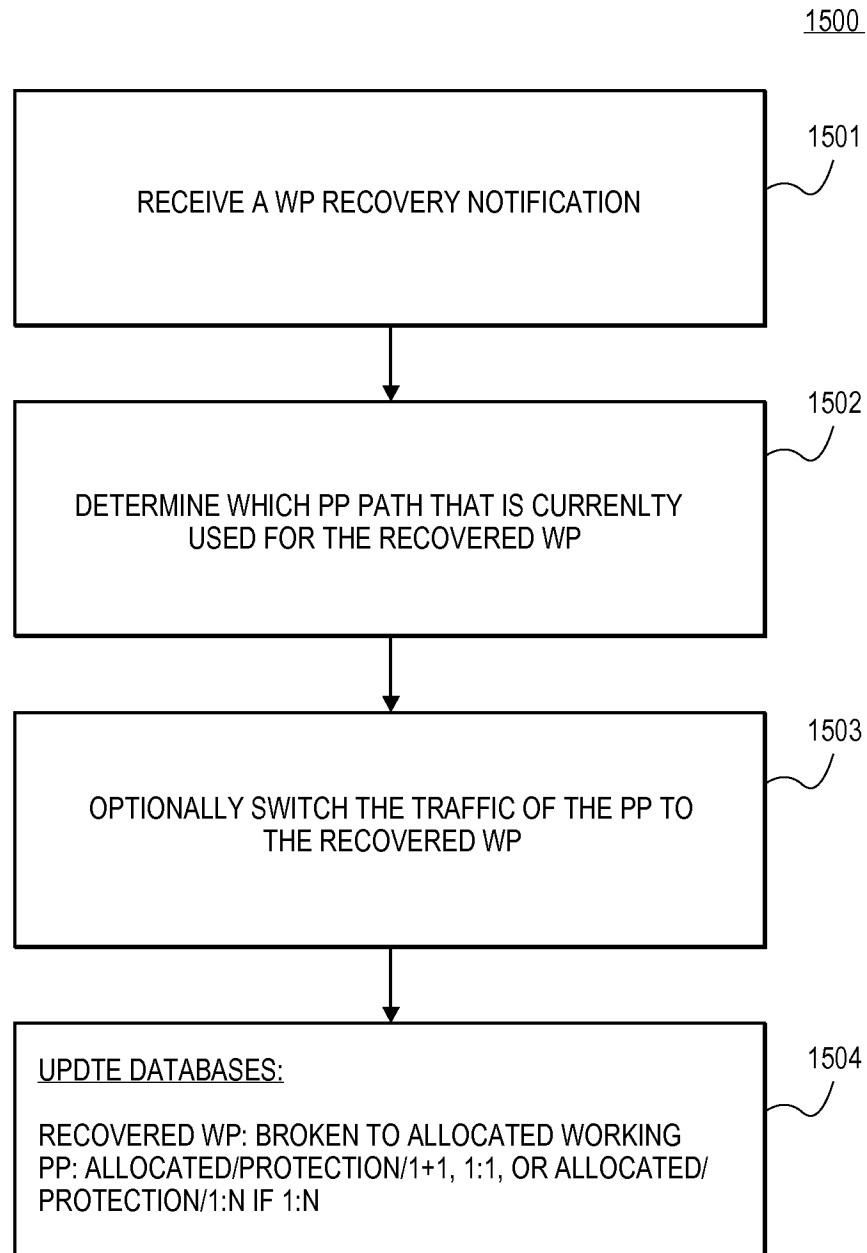 1500
RECEIVE A WP RECOVERY NOTIFICATION
1501
DETERMINE WHICH PP PATH THAT IS CURRENLTY
USED FOR THE RECOVERED WP
1502
OPTIONALLY SWITCH THE TRAFFIC OF THE PP TO
THE RECOVERED WP
1503
UPDTE DATABASES:
RECOVERED WP: BROKEN TO ALLOCATED WORKING
PP: ALLOCATED/PROTECTION/1+1, 1:1, OR ALLOCATED/
PROTECTION/1:N IF 1:N
1504